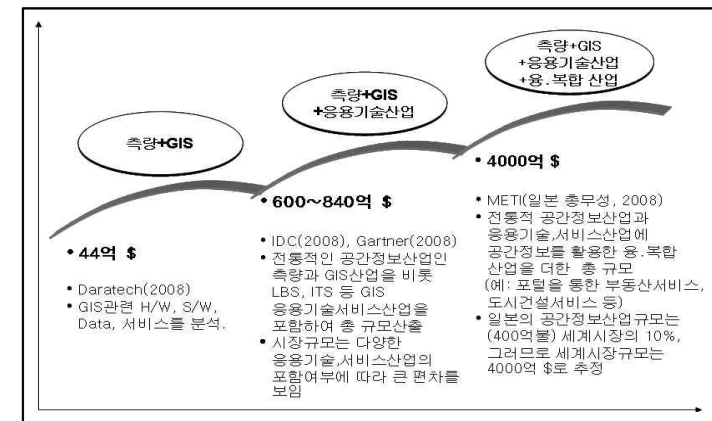 측량+GIS
• 44억 $
• Daratech(2008)
• GIS관련 H/W, S/W,
Data, 서비스를 분석.
측량+GIS
+응용기술산업
• 600~840억 $
• IDC(2008), Gartner(2008)
• 전통적인 공간정보산업인
측량과 GIS산업을 비롯
LBS, ITS 등 GIS
응용기술서비스산업을
포함하여 총 규모산출
• 시장규모는 다양한
응용기술,서비스산업의
포함여부에 따라 큰 편차를
보임
측량+GIS
+응용기술산업
+융.복합 산업
• 4000억 $
• METI(일본 총무성, 2008)
• 전통적 공간정보산업과
응용기술,서비스산업에
공간정보를 활용한 융.복합
산업을 더한 총 규모
(예: 포털을 통한 부동산서비스,
도시건설서비스 등)
• 일본의 공간정보산업규모는
(400억불) 세계시장의 10%,
그러므로 세계시장규모는
4000억 $로 추정